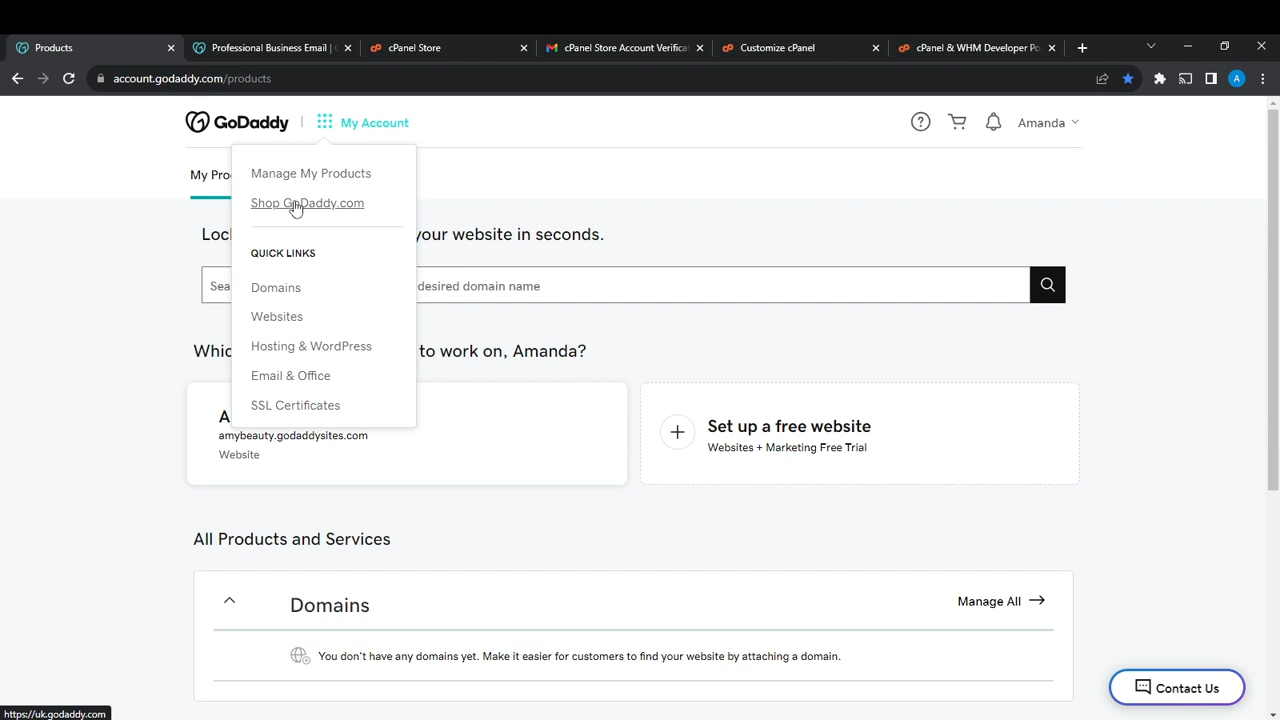 Products
Professional Business Email |
cPanel Store
cPanel Store Account Verificat
Customize cPanel
cPanel & WHM Developer Po
account.godaddy.com/products
A
GoDaddy
My Account
Amanda
My Pro
Manage My Products
Shop GoDaddy.com
QUICK LINKS
Domains
Websites
Hosting & WordPress
Email & Office
SSL Certificates
Loc
your website in seconds.
Sea
desired domain name
Whic
to work on, Amanda?
A
amybeauty.godaddysites.com
Website
Set up a free website
Websites + Marketing Free Trial
All Products and Services
Domains
Manage All
You don't have any domains yet. Make it easier for customers to find your website by attaching a domain.
Contact Us
https://uk.godaddy.com